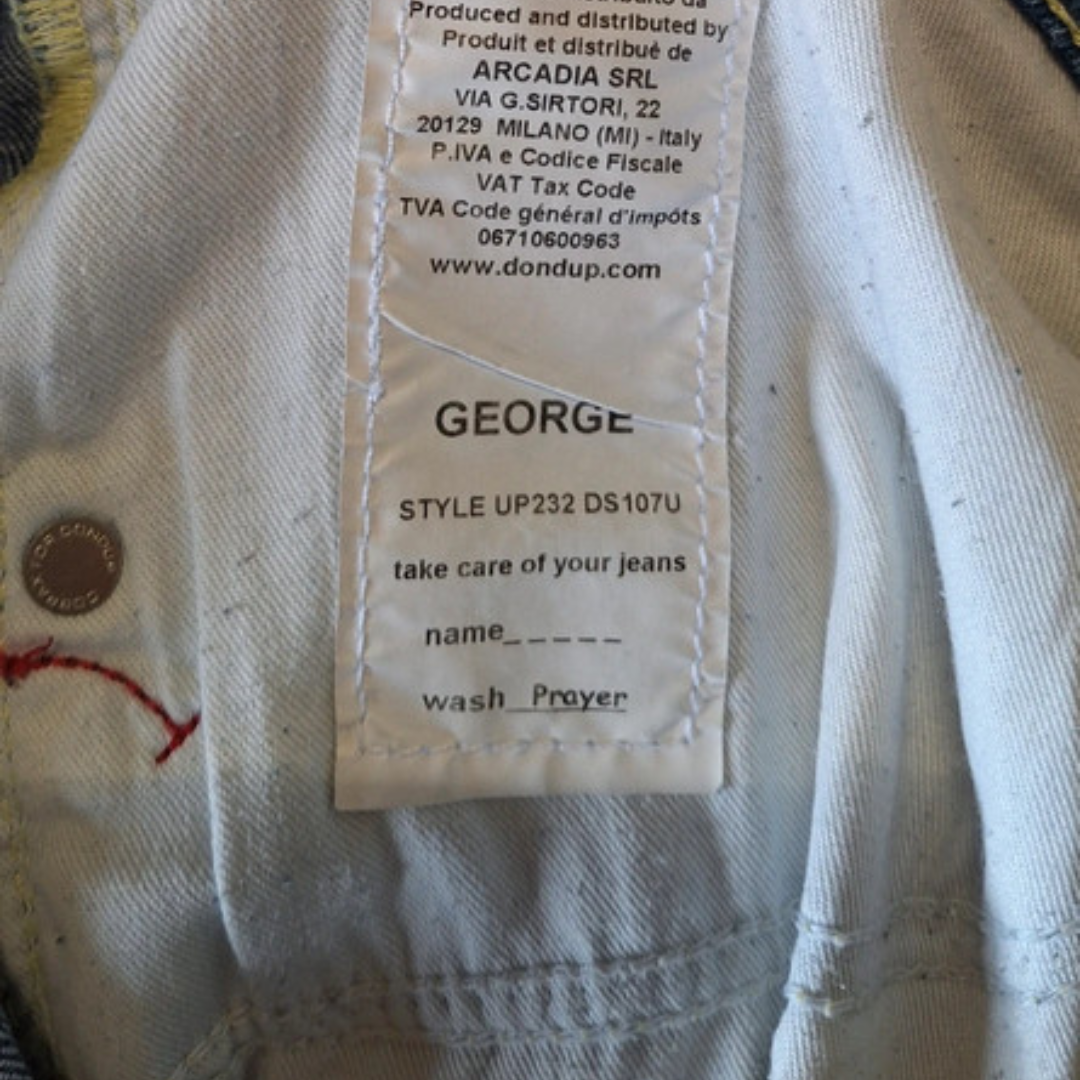 Produced and distributed by
Produit et distribué de
ARCADIA SRL
VIA G.SIRTORI, 22
20129 MILANO (MI) - Italy
P.IVA e Codice Fiscale
VAT Tax Code
TVA Code général d'impôts
06710600963
www.dondup.com
GEORGE
STYLE UP232 DS107U
take care of your jeans
name_ _ _ _ _
wash Prayer